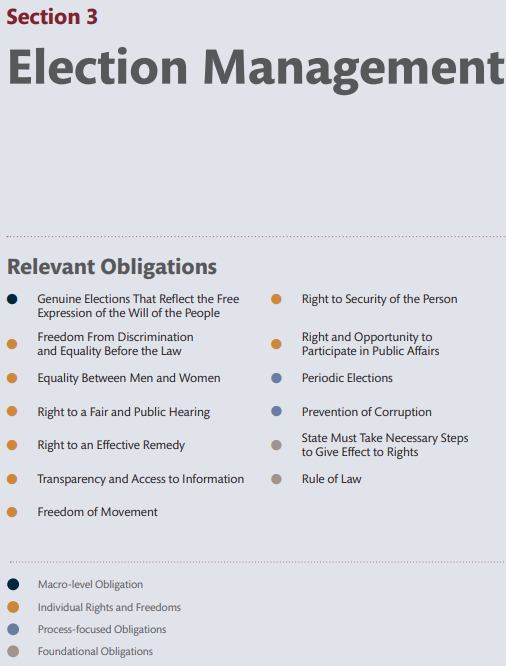 Section 3
Election Management
Relevant Obligations
Genuine Elections That Reflect the Free
Expression of the Will of the People
Freedom From Discrimination
and Equality Before the Law
Equality Between Men and Women
Right to a Fair and Public Hearing
Right to an Effective Remedy
Transparency and Access to Information
Freedom of Movement
Right to Security of the Person
Right and Opportunity to
Participate in Public Affairs
Periodic Elections
Prevention of Corruption
State Must Take Necessary Steps
to Give Effect to Rights
Rule of Law
Macro-level Obligation
Individual Rights and Freedoms
Process-focused Obligations
Foundational Obligations